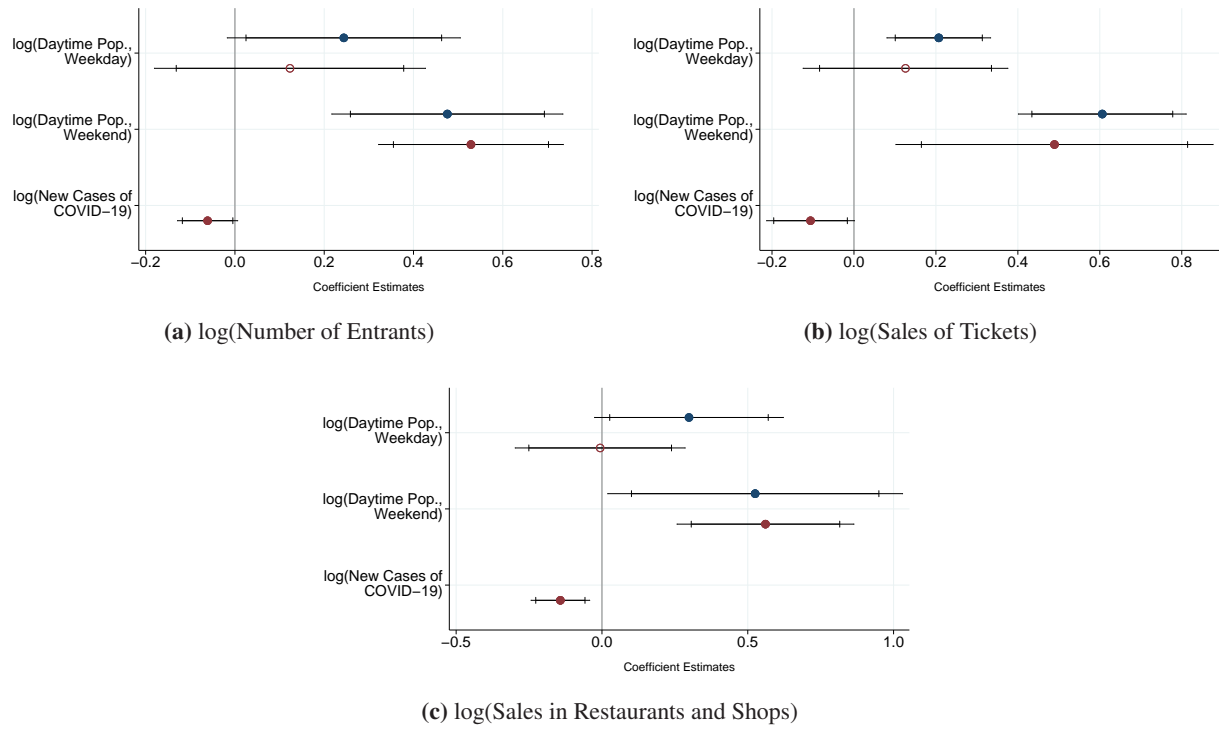 log(Daytime Pop.,
Weekday)
log(Daytime Pop.,
Weekend)
log(New Cases of
COVID−19)
−0.2 0.0 0.2 0.4 0.6 0.8
Coefficient Estimates
(a) log(Number of Entrants)
log(Daytime Pop.,
Weekday)
log(Daytime Pop.,
Weekend)
log(New Cases of
COVID−19)
−0.2 0.0 0.2 0.4 0.6 0.8
Coefficient Estimates
(b) log(Sales of Tickets)
log(Daytime Pop.,
Weekday)
log(Daytime Pop.,
Weekend)
log(New Cases of
COVID−19)
−0.5 0.0 0.5 1.0
Coefficient Estimates
(c) log(Sales in Restaurants and Shops)